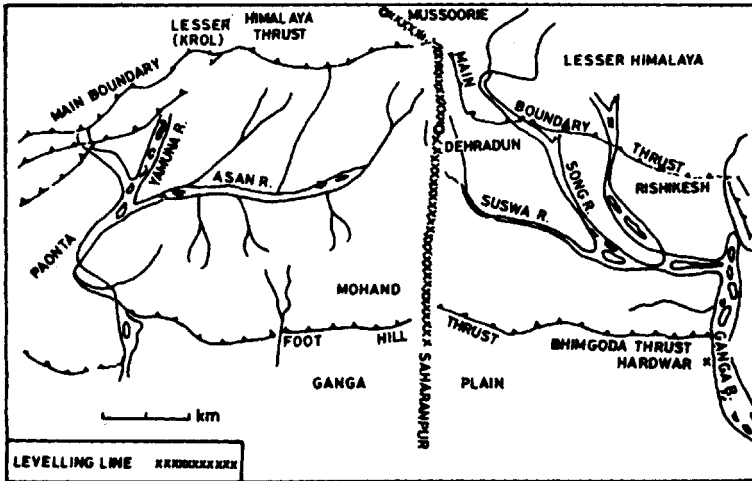 MUSSOORIE
LESSER
(KROL)
HIMALAYA
THRUST
MAIN BOUNDARY
MAIN
BOUNDARY
THRUST
LESSER HIMALAYA
DEHRADUN
YAMUNA R.
ASAN R.
SONG R.
SUSWA R.
RISHIKESH
PAONTA
MOHAND
FOOT HILL THRUST
BHIMGODA THRUST
HARDWAR x
GANGA R.
GANGA PLAIN
SAHARANPUR
km
LEVELLING LINE xxxxxxxxxxx